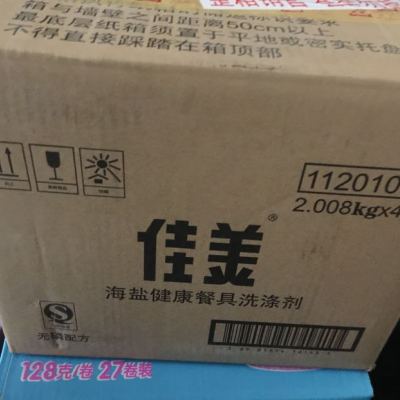 箱与墙壁之间距离50cm以上
最底层纸箱须置于平地或密实托盘
不得直接踩踏在箱顶部
112010
2.008kg×4
佳美®
海盐健康餐具洗涤剂
无磷配方
128克/卷 27卷装